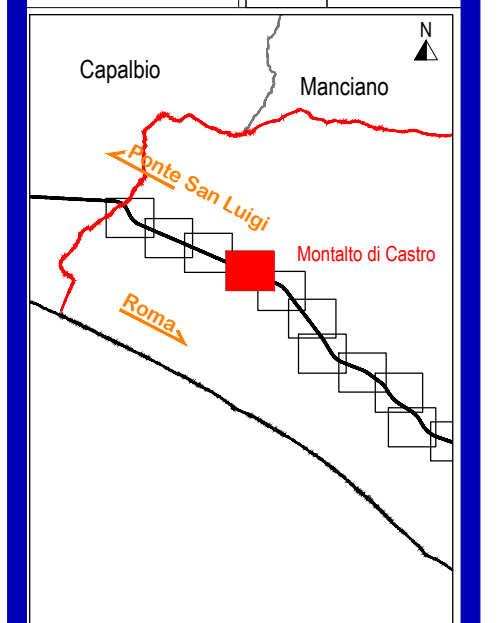 N
Capalbio
Manciano
Ponte San Luigi
Montalto di Castro
Roma